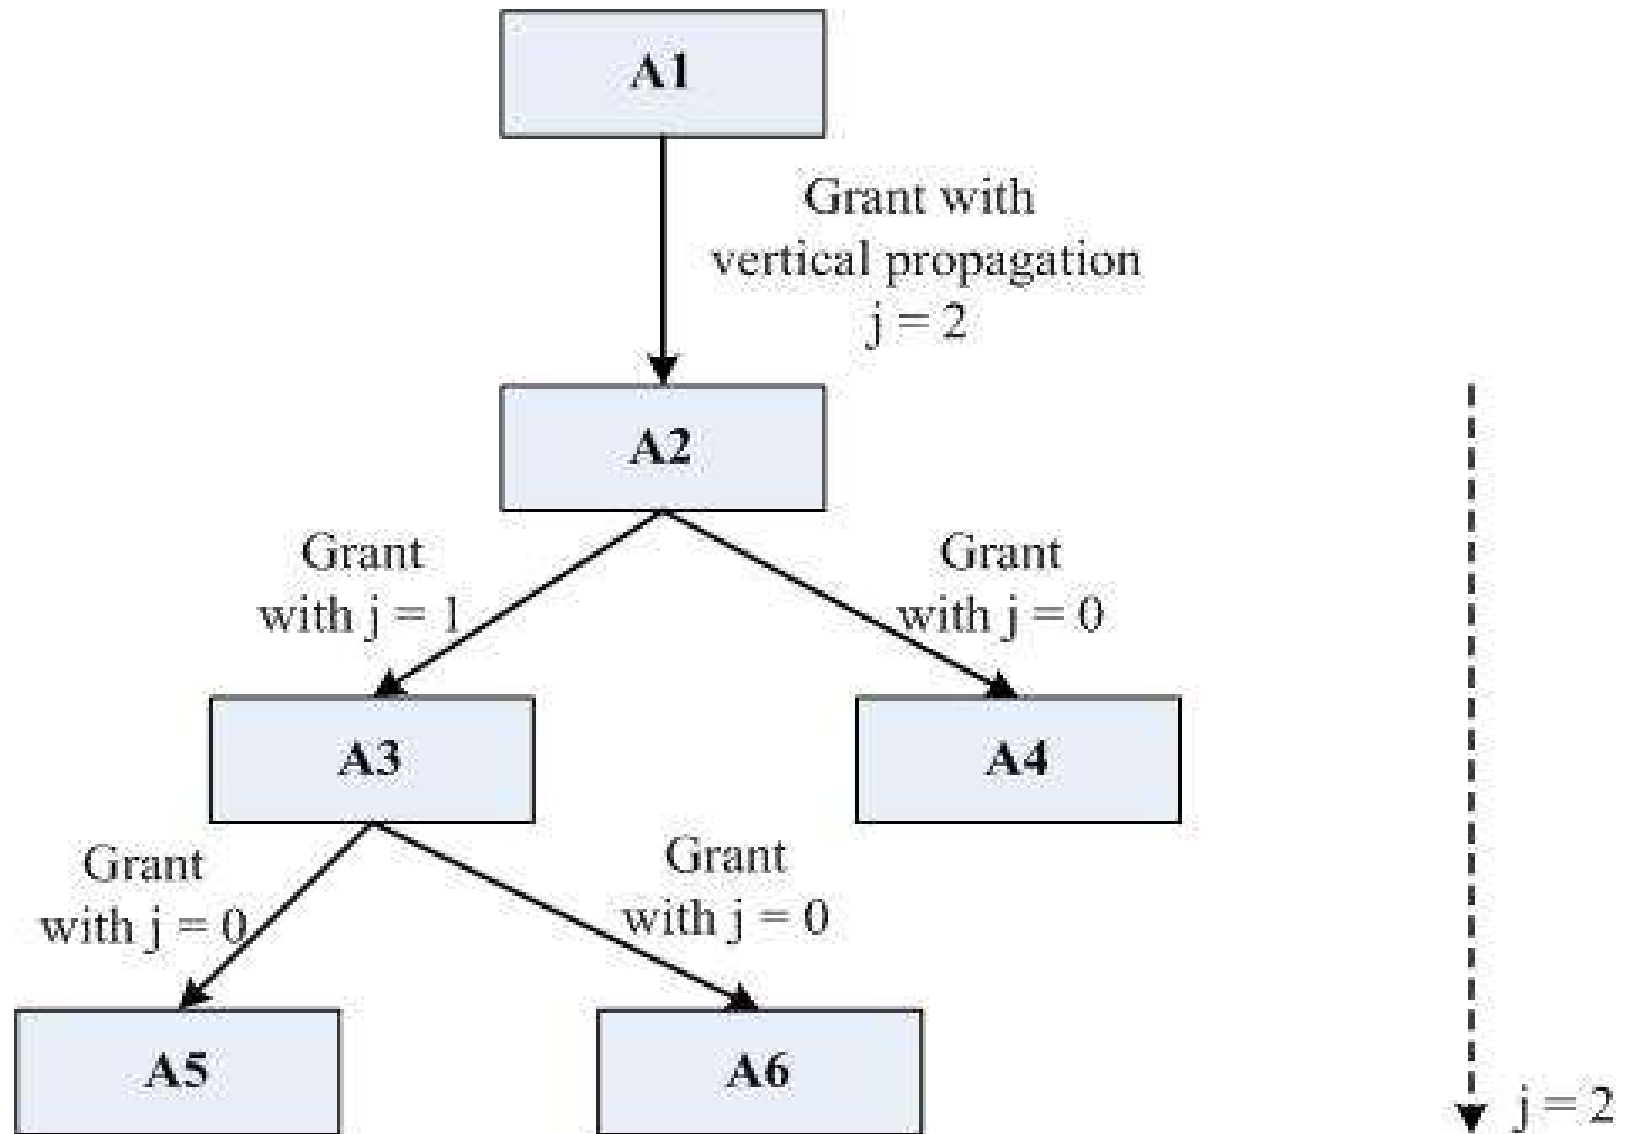 A1
Grant with
vertical propagation
j = 2
A2
Grant
with j = 1
Grant
with j = 0
A3
A4
Grant
with j = 0
Grant
with j = 0
A5
A6
j = 2